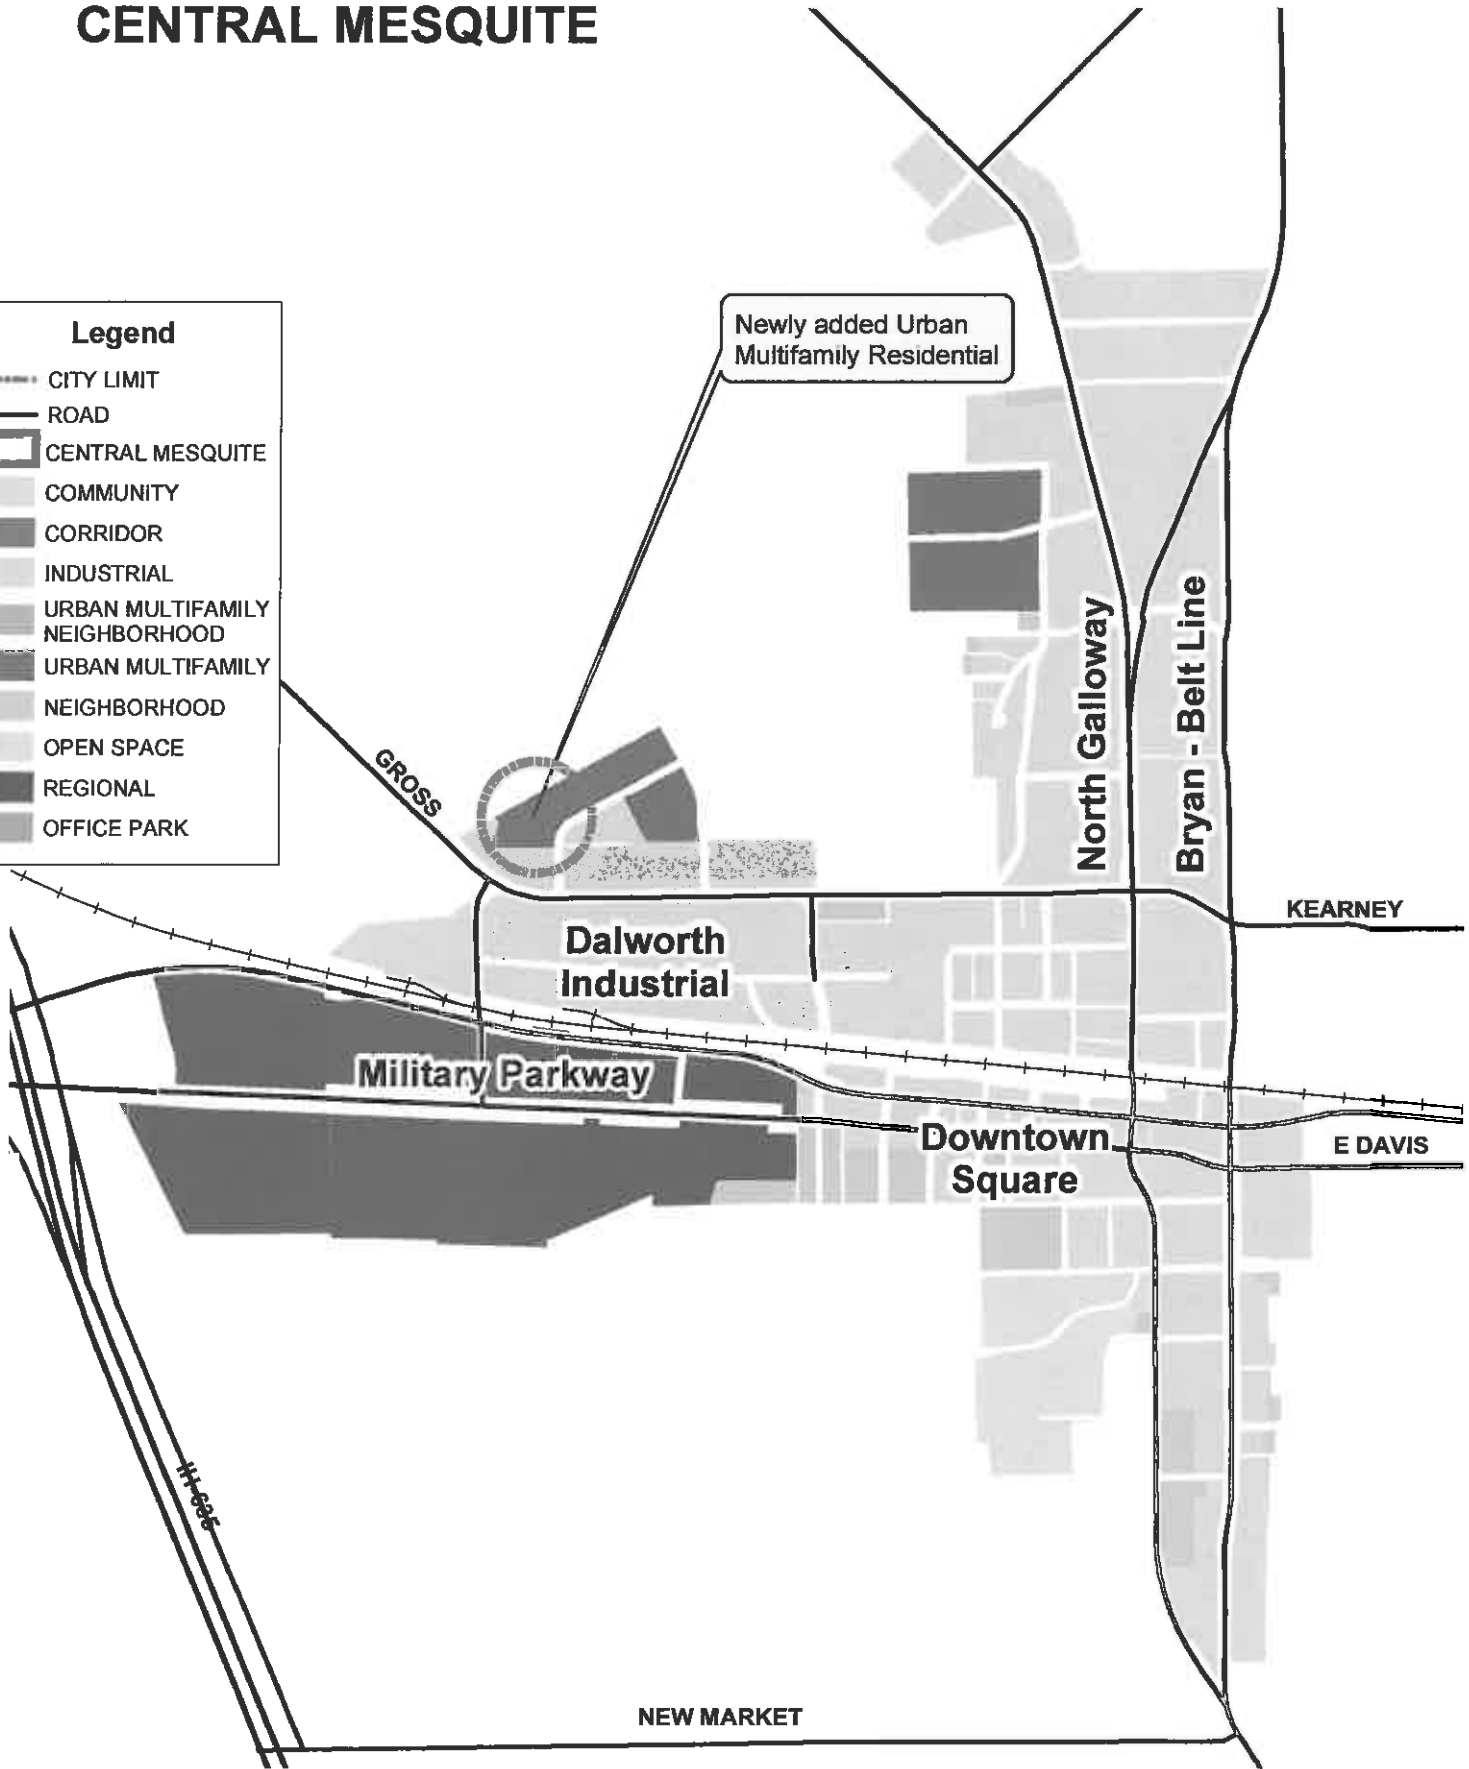 CENTRAL MESQUITE
Newly added Urban
Multifamily Residential
Legend
CITY LIMIT
ROAD
CENTRAL MESQUITE
COMMUNITY
CORRIDOR
INDUSTRIAL
URBAN MULTIFAMILY
NEIGHBORHOOD
URBAN MULTIFAMILY
NEIGHBORHOOD
OPEN SPACE
REGIONAL
OFFICE PARK
GROSS
North Galloway
Bryan - Belt Line
KEARNEY
Dalworth
Industrial
Military Parkway
Downtown
Square
E DAVIS
IH 635
NEW MARKET